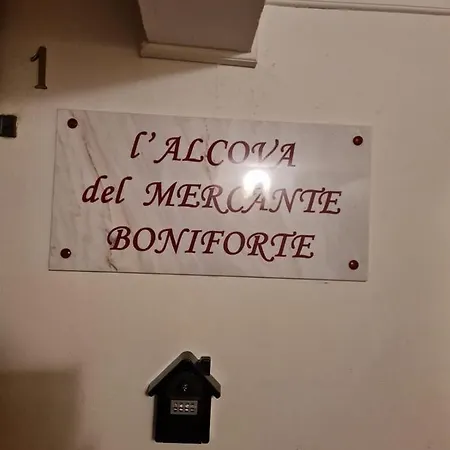 1
l'ALCOVA
del MERCANTE
BONIFORTE